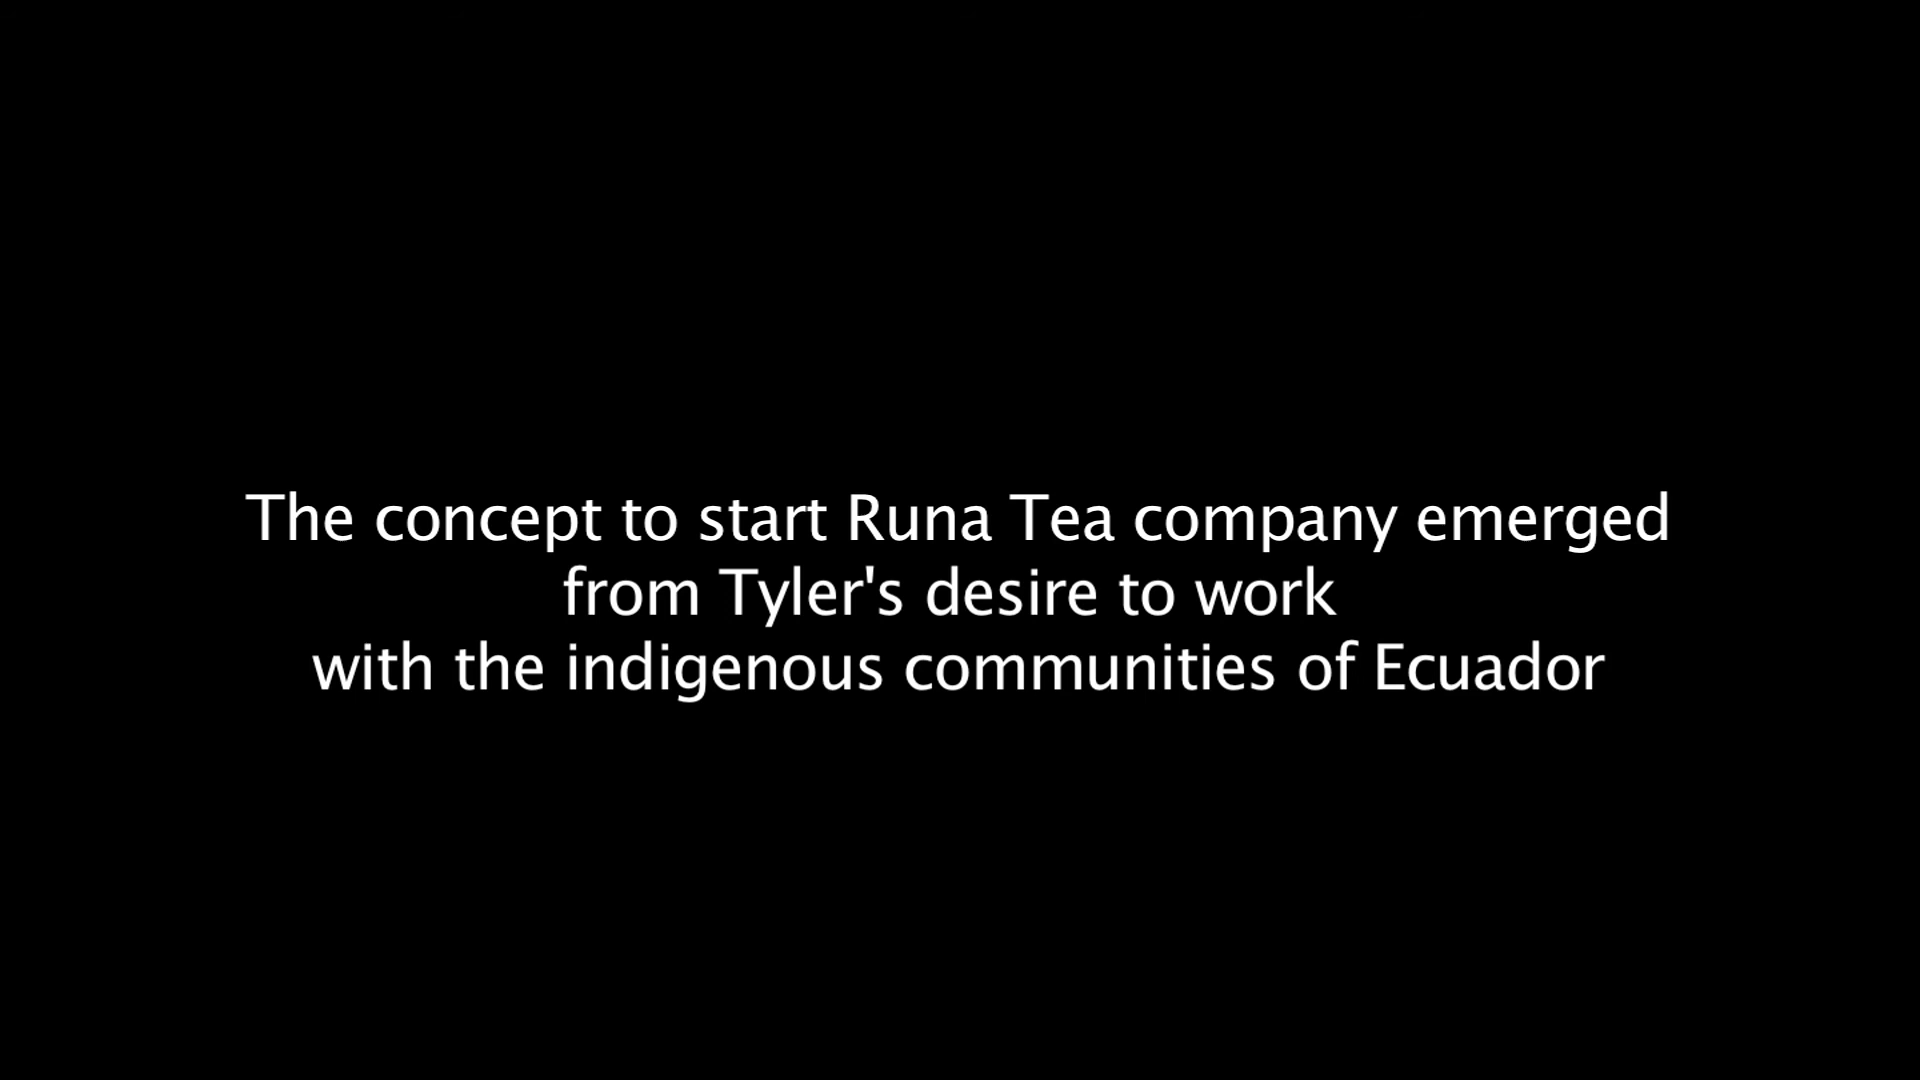 The concept to start Runa Tea company emerged
from Tyler's desire to work
with the indigenous communities of Ecuador